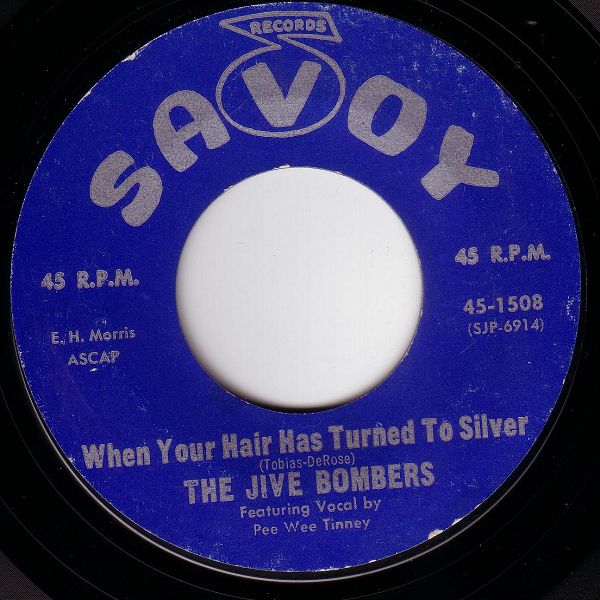 RECORDS
SAVOY
45 R.P.M.
45 R.P.M.
45-1508
(SJP-6914)
E. H. Morris
ASCAP
When Your Hair Has Turned To Silver
(Tobias-DeRose)
THE JIVE BOMBERS
Featuring Vocal by
Pee Wee Tinney